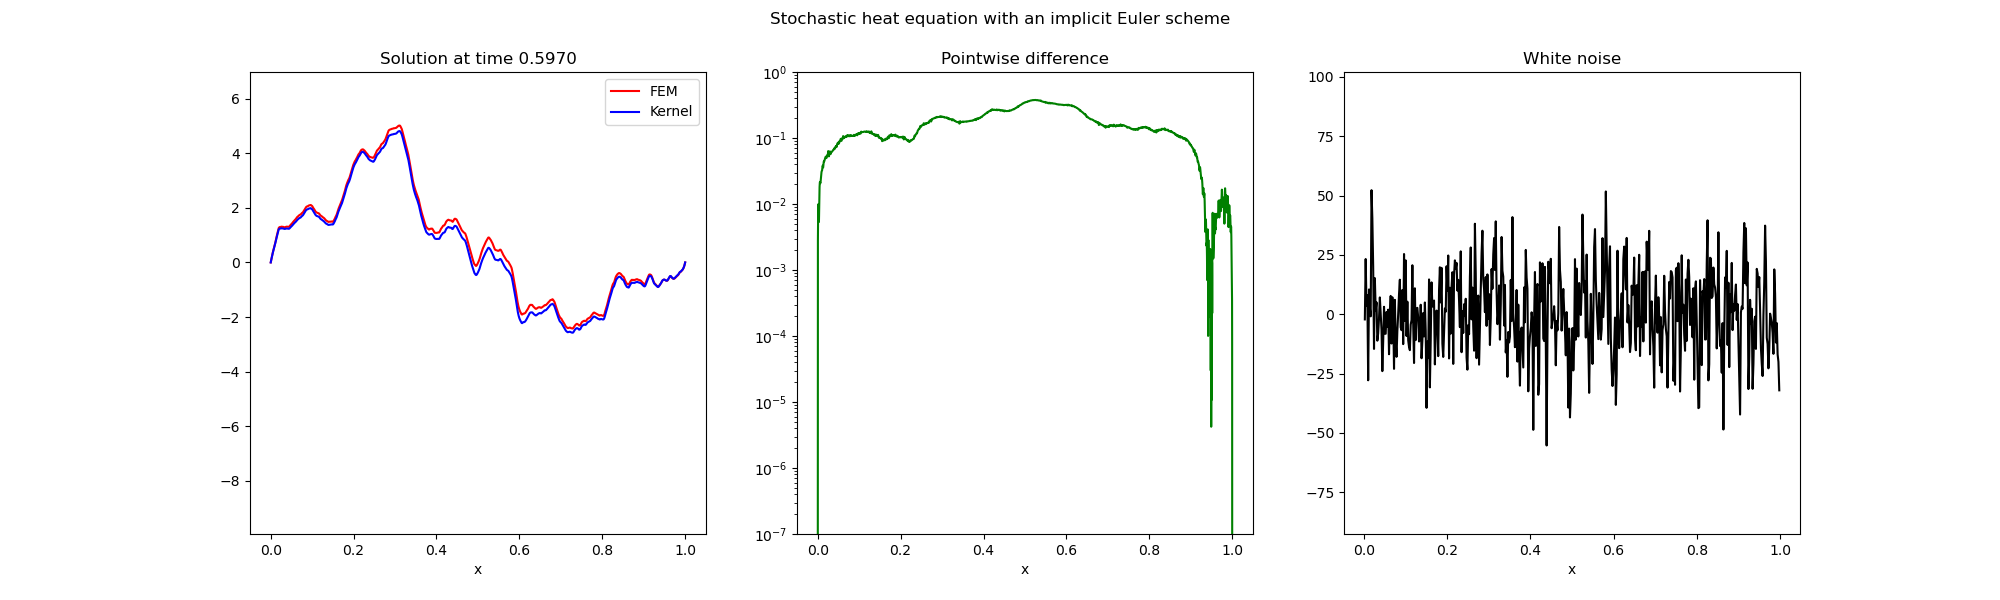 Stochastic heat equation with an implicit Euler scheme
Solution at time 0.5970
FEM
Kernel
6
4
2
0
−2
−4
−6
−8
0.0 0.2 0.4 0.6 0.8 1.0
x
Pointwise difference
10⁰
10⁻¹
10⁻²
10⁻³
10⁻⁴
10⁻⁵
10⁻⁶
10⁻⁷
0.0 0.2 0.4 0.6 0.8 1.0
x
White noise
100
75
50
25
0
−25
−50
−75
0.0 0.2 0.4 0.6 0.8 1.0
x